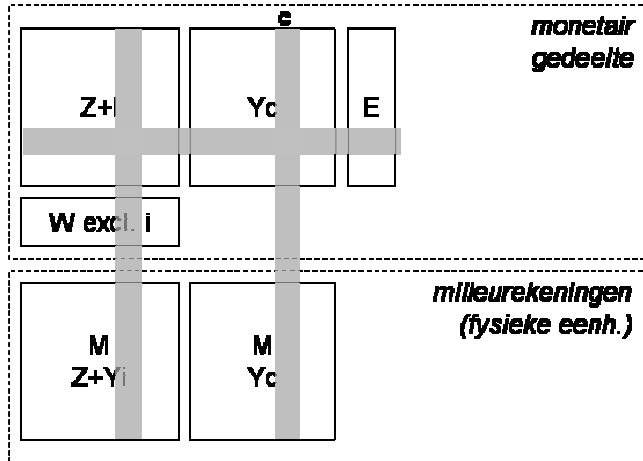 c
monetair
gedeelte
Yc
E
W excl. i
milieurekeningen
(fysieke eenh.)
M
Z+Yi
M
Yc